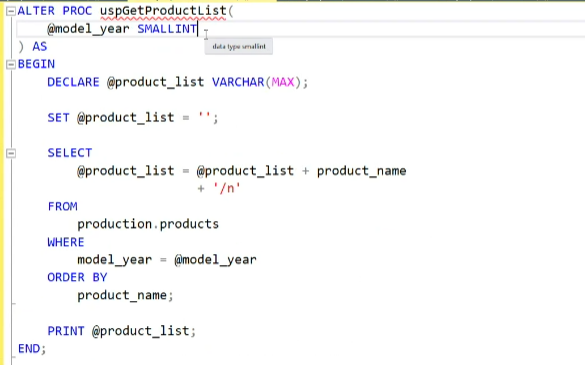 ALTER PROC uspGetProductList(
@model_year SMALLINT
) AS
data type smallint
BEGIN
DECLARE @product_list VARCHAR(MAX);
SET @product_list = '';
SELECT
@product_list = @product_list + product_name
+ '/n'
FROM
production.products
WHERE
model_year = @model_year
ORDER BY
product_name;
PRINT @product_list;
END;